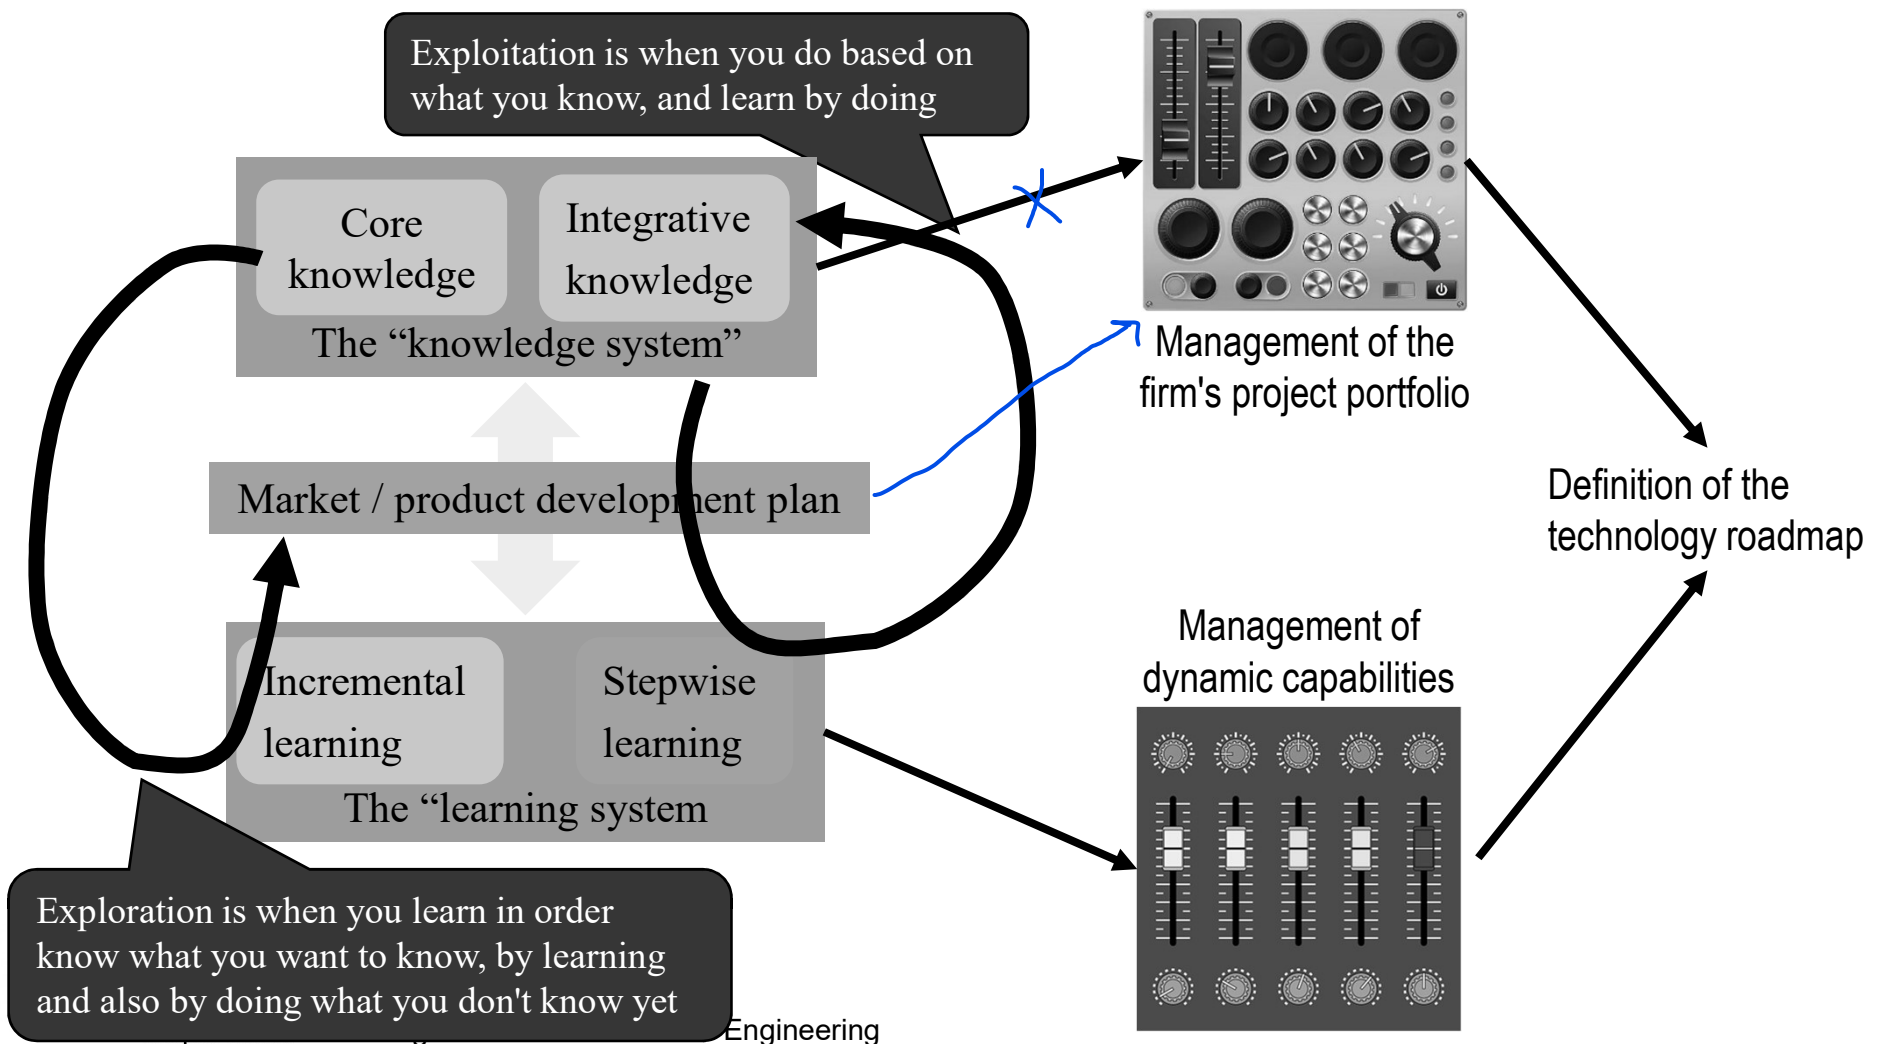 Exploitation is when you do based on
what you know, and learn by doing
Core
knowledge
Integrative
knowledge
The “knowledge system”
Management of the
firm's project portfolio
Market / product development plan
Definition of the
technology roadmap
Management of
dynamic capabilities
Incremental
learning
Stepwise
learning
The “learning system
Exploration is when you learn in order
know what you want to know, by learning
and also by doing what you don't know yet
Engineering